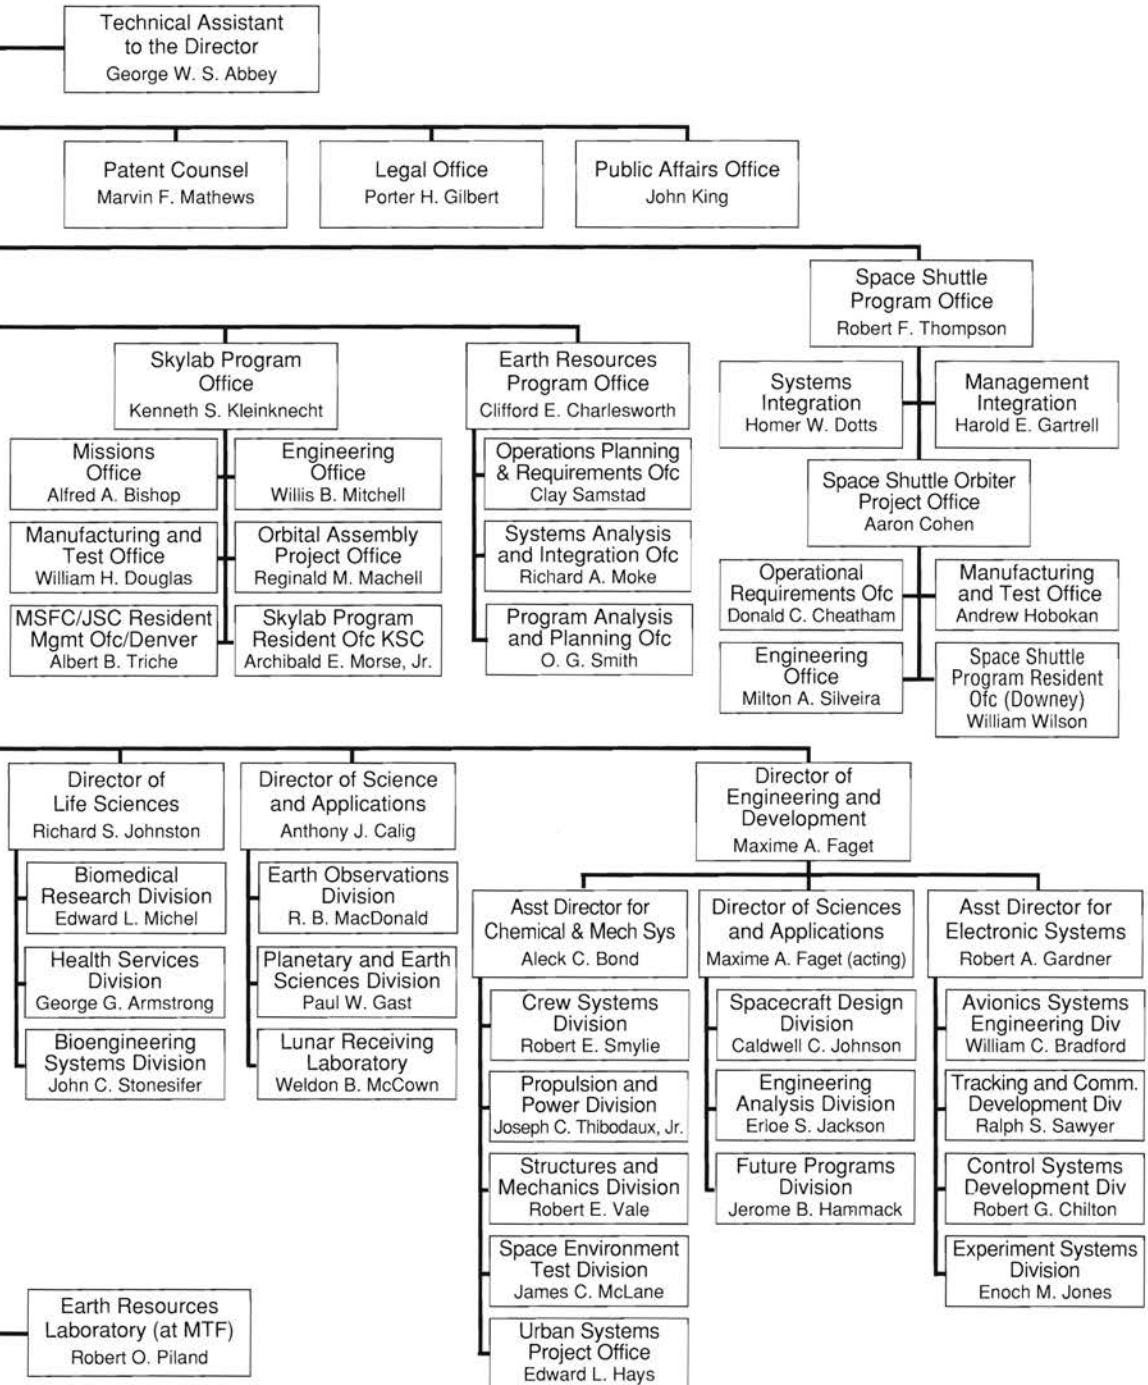 Technical Assistant
to the Director
George W. S. Abbey
Patent Counsel
Marvin F. Mathews
Legal Office
Porter H. Gilbert
Public Affairs Office
John King
Space Shuttle
Program Office
Robert F. Thompson
Skylab Program
Office
Kenneth S. Kleinknecht
Earth Resources
Program Office
Clifford E. Charlesworth
Systems
Integration
Homer W. Dotts
Management
Integration
Harold E. Gartrell
Missions
Office
Alfred A. Bishop
Engineering
Office
Willis B. Mitchell
Operations Planning
& Requirements Ofc
Clay Samstad
Space Shuttle Orbiter
Project Office
Aaron Cohen
Manufacturing and
Test Office
William H. Douglas
Orbital Assembly
Project Office
Reginald M. Machell
Systems Analysis
and Integration Ofc
Richard A. Moke
Operational
Requirements Ofc
Donald C. Cheatham
Manufacturing
and Test Office
Andrew Hobokan
MSFC/JSC Resident
Mgmt Ofc/Denver
Albert B. Triche
Skylab Program
Resident Ofc KSC
Archibald E. Morse, Jr.
Program Analysis
and Planning Ofc
O. G. Smith
Engineering
Office
Milton A. Silveira
Space Shuttle
Program Resident
Ofc (Downey)
William Wilson
Director of
Life Sciences
Richard S. Johnston
Director of Science
and Applications
Anthony J. Calig
Director of
Engineering and
Development
Maxime A. Faget
Biomedical
Research Division
Edward L. Michel
Earth Observations
Division
R. B. MacDonald
Asst Director for
Chemical & Mech Sys
Aleck C. Bond
Director of Sciences
and Applications
Maxime A. Faget (acting)
Asst Director for
Electronic Systems
Robert A. Gardner
Health Services
Division
George G. Armstrong
Planetary and Earth
Sciences Division
Paul W. Gast
Crew Systems
Division
Robert E. Smylie
Spacecraft Design
Division
Caldwell C. Johnson
Avionics Systems
Engineering Div
William C. Bradford
Bioengineering
Systems Division
John C. Stonesifer
Lunar Receiving
Laboratory
Weldon B. McCown
Propulsion and
Power Division
Joseph C. Thibodaux, Jr.
Engineering
Analysis Division
Erloe S. Jackson
Tracking and Comm.
Development Div
Ralph S. Sawyer
Structures and
Mechanics Division
Robert E. Vale
Future Programs
Division
Jerome B. Hammack
Control Systems
Development Div
Robert G. Chilton
Space Environment
Test Division
James C. McLane
Experiment Systems
Division
Enoch M. Jones
Earth Resources
Laboratory (at MTF)
Robert O. Piland
Urban Systems
Project Office
Edward L. Hays